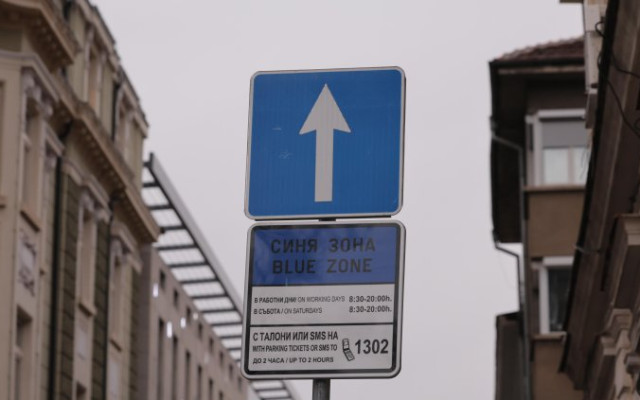 СИНЯ ЗОНА
BLUE ZONE
В РАБОТНИ ДНИ / ON WORKING DAYS 8:30-20:00h.
В СЪБОТА / ON SATURDAYS 8:30-20:00h.
С ТАЛОНИ ИЛИ SMS НА
WITH PARKING TICKETS OR SMS TO 1302
ДО 2 ЧАСА / UP TO 2 HOURS